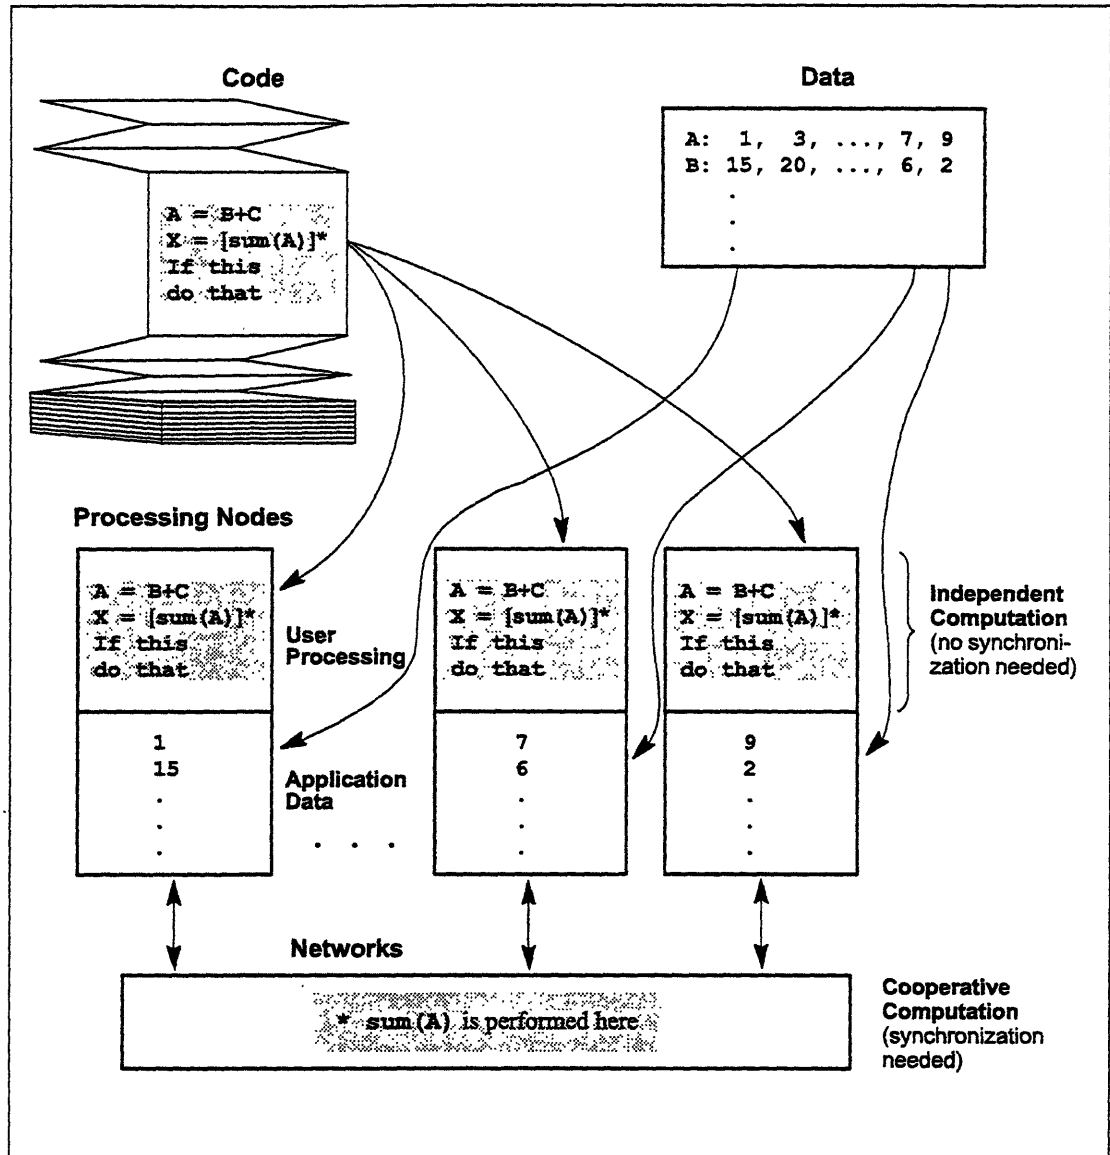 Code
A = B+C
X = [sum(A)]*
If this
do that
Data
A: 1, 3, ..., 7, 9
B: 15, 20, ..., 6, 2
.
.
.
Processing Nodes
A = B+C
X = [sum(A)]*
If this
do that
User
Processing
A = B+C
X = [sum(A)]*
If this
do that
A = B+C
X = [sum(A)]*
If this
do that
Independent
Computation
(no synchroni-
zation needed)
1
15
.
.
.
Application
Data
. . .
7
6
.
.
.
9
2
.
.
.
Networks
* sum(A) is performed here
Cooperative
Computation
(synchronization
needed)